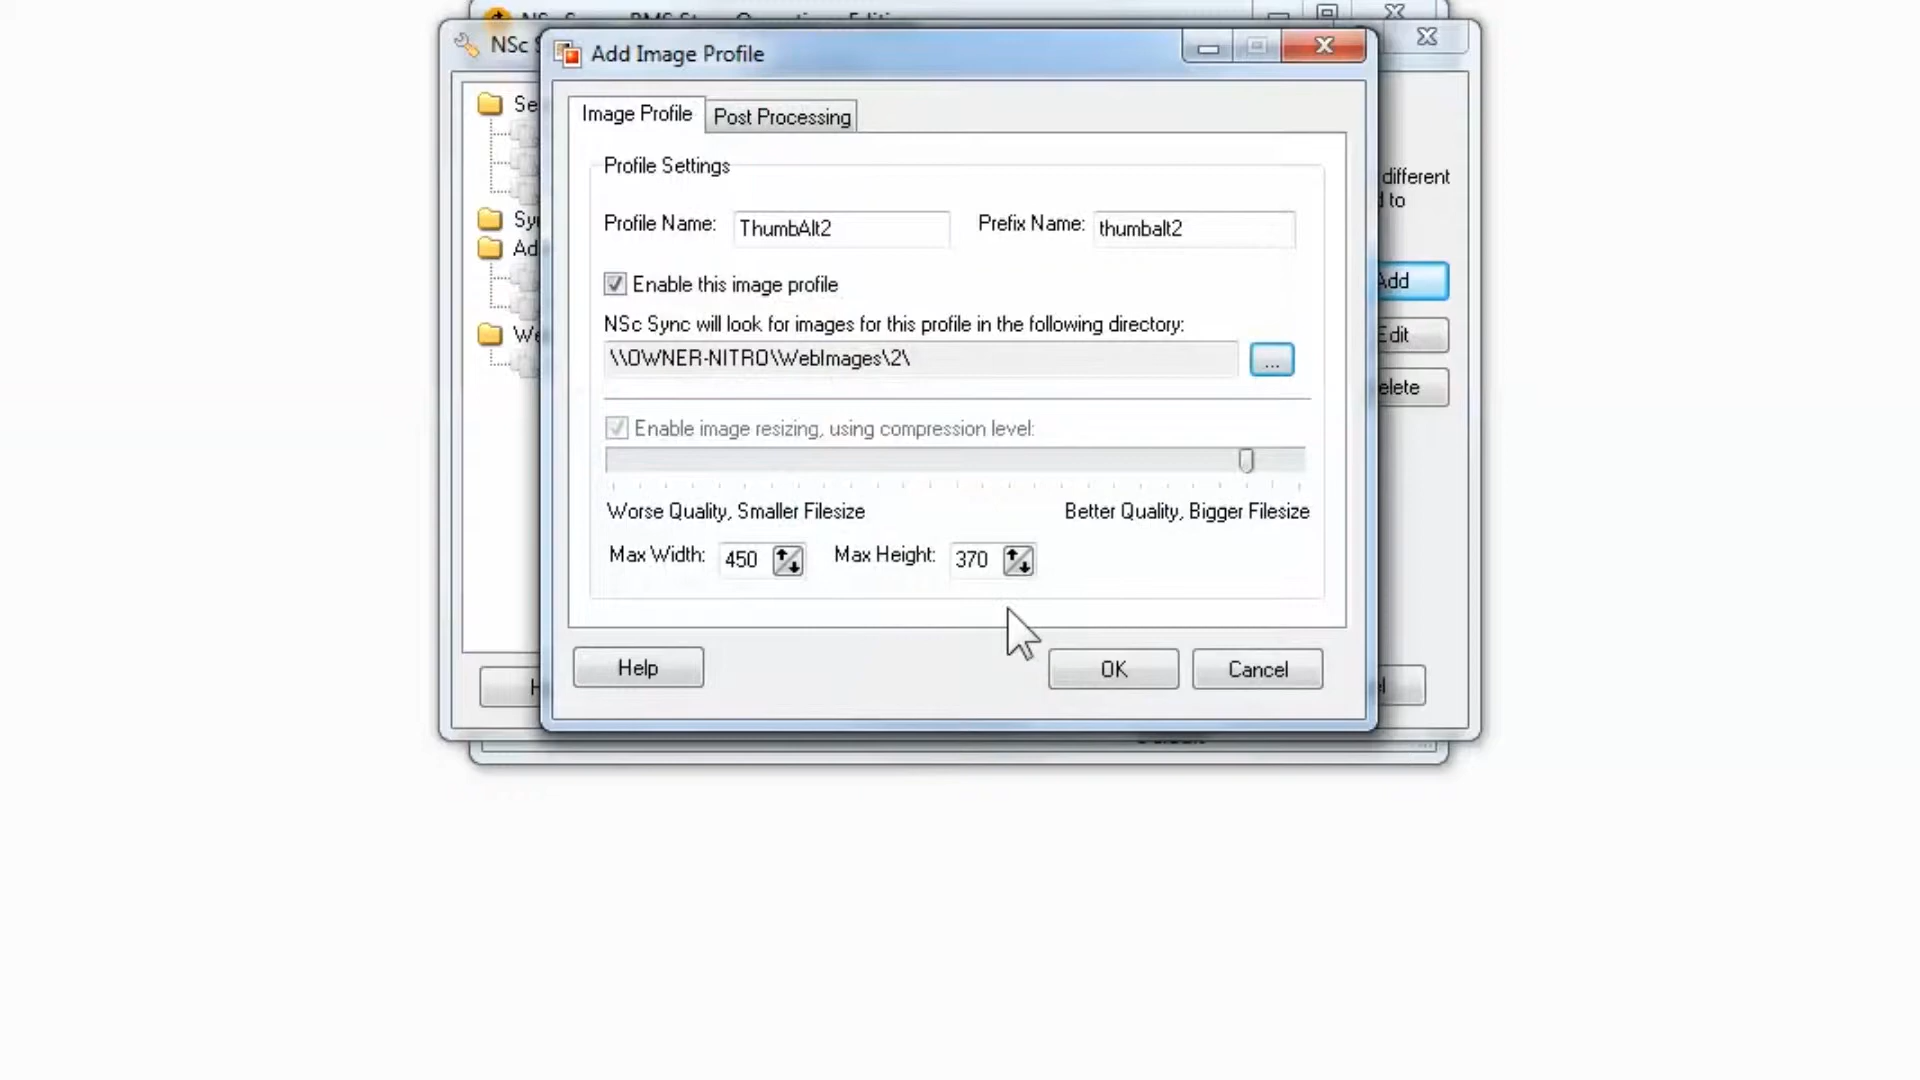 NSc
Add Image Profile
Image Profile
Post Processing
Profile Settings
Profile Name: ThumbAlt2
Prefix Name: thumbalt2
Enable this image profile
NSc Sync will look for images for this profile in the following directory:
\\OWNER-NITRO\WebImages\2\
...
Enable image resizing, using compression level:
Worse Quality, Smaller Filesize
Better Quality, Bigger Filesize
Max Width: 450
Max Height: 370
Help
OK
Cancel
different
to
Add
Edit
elete